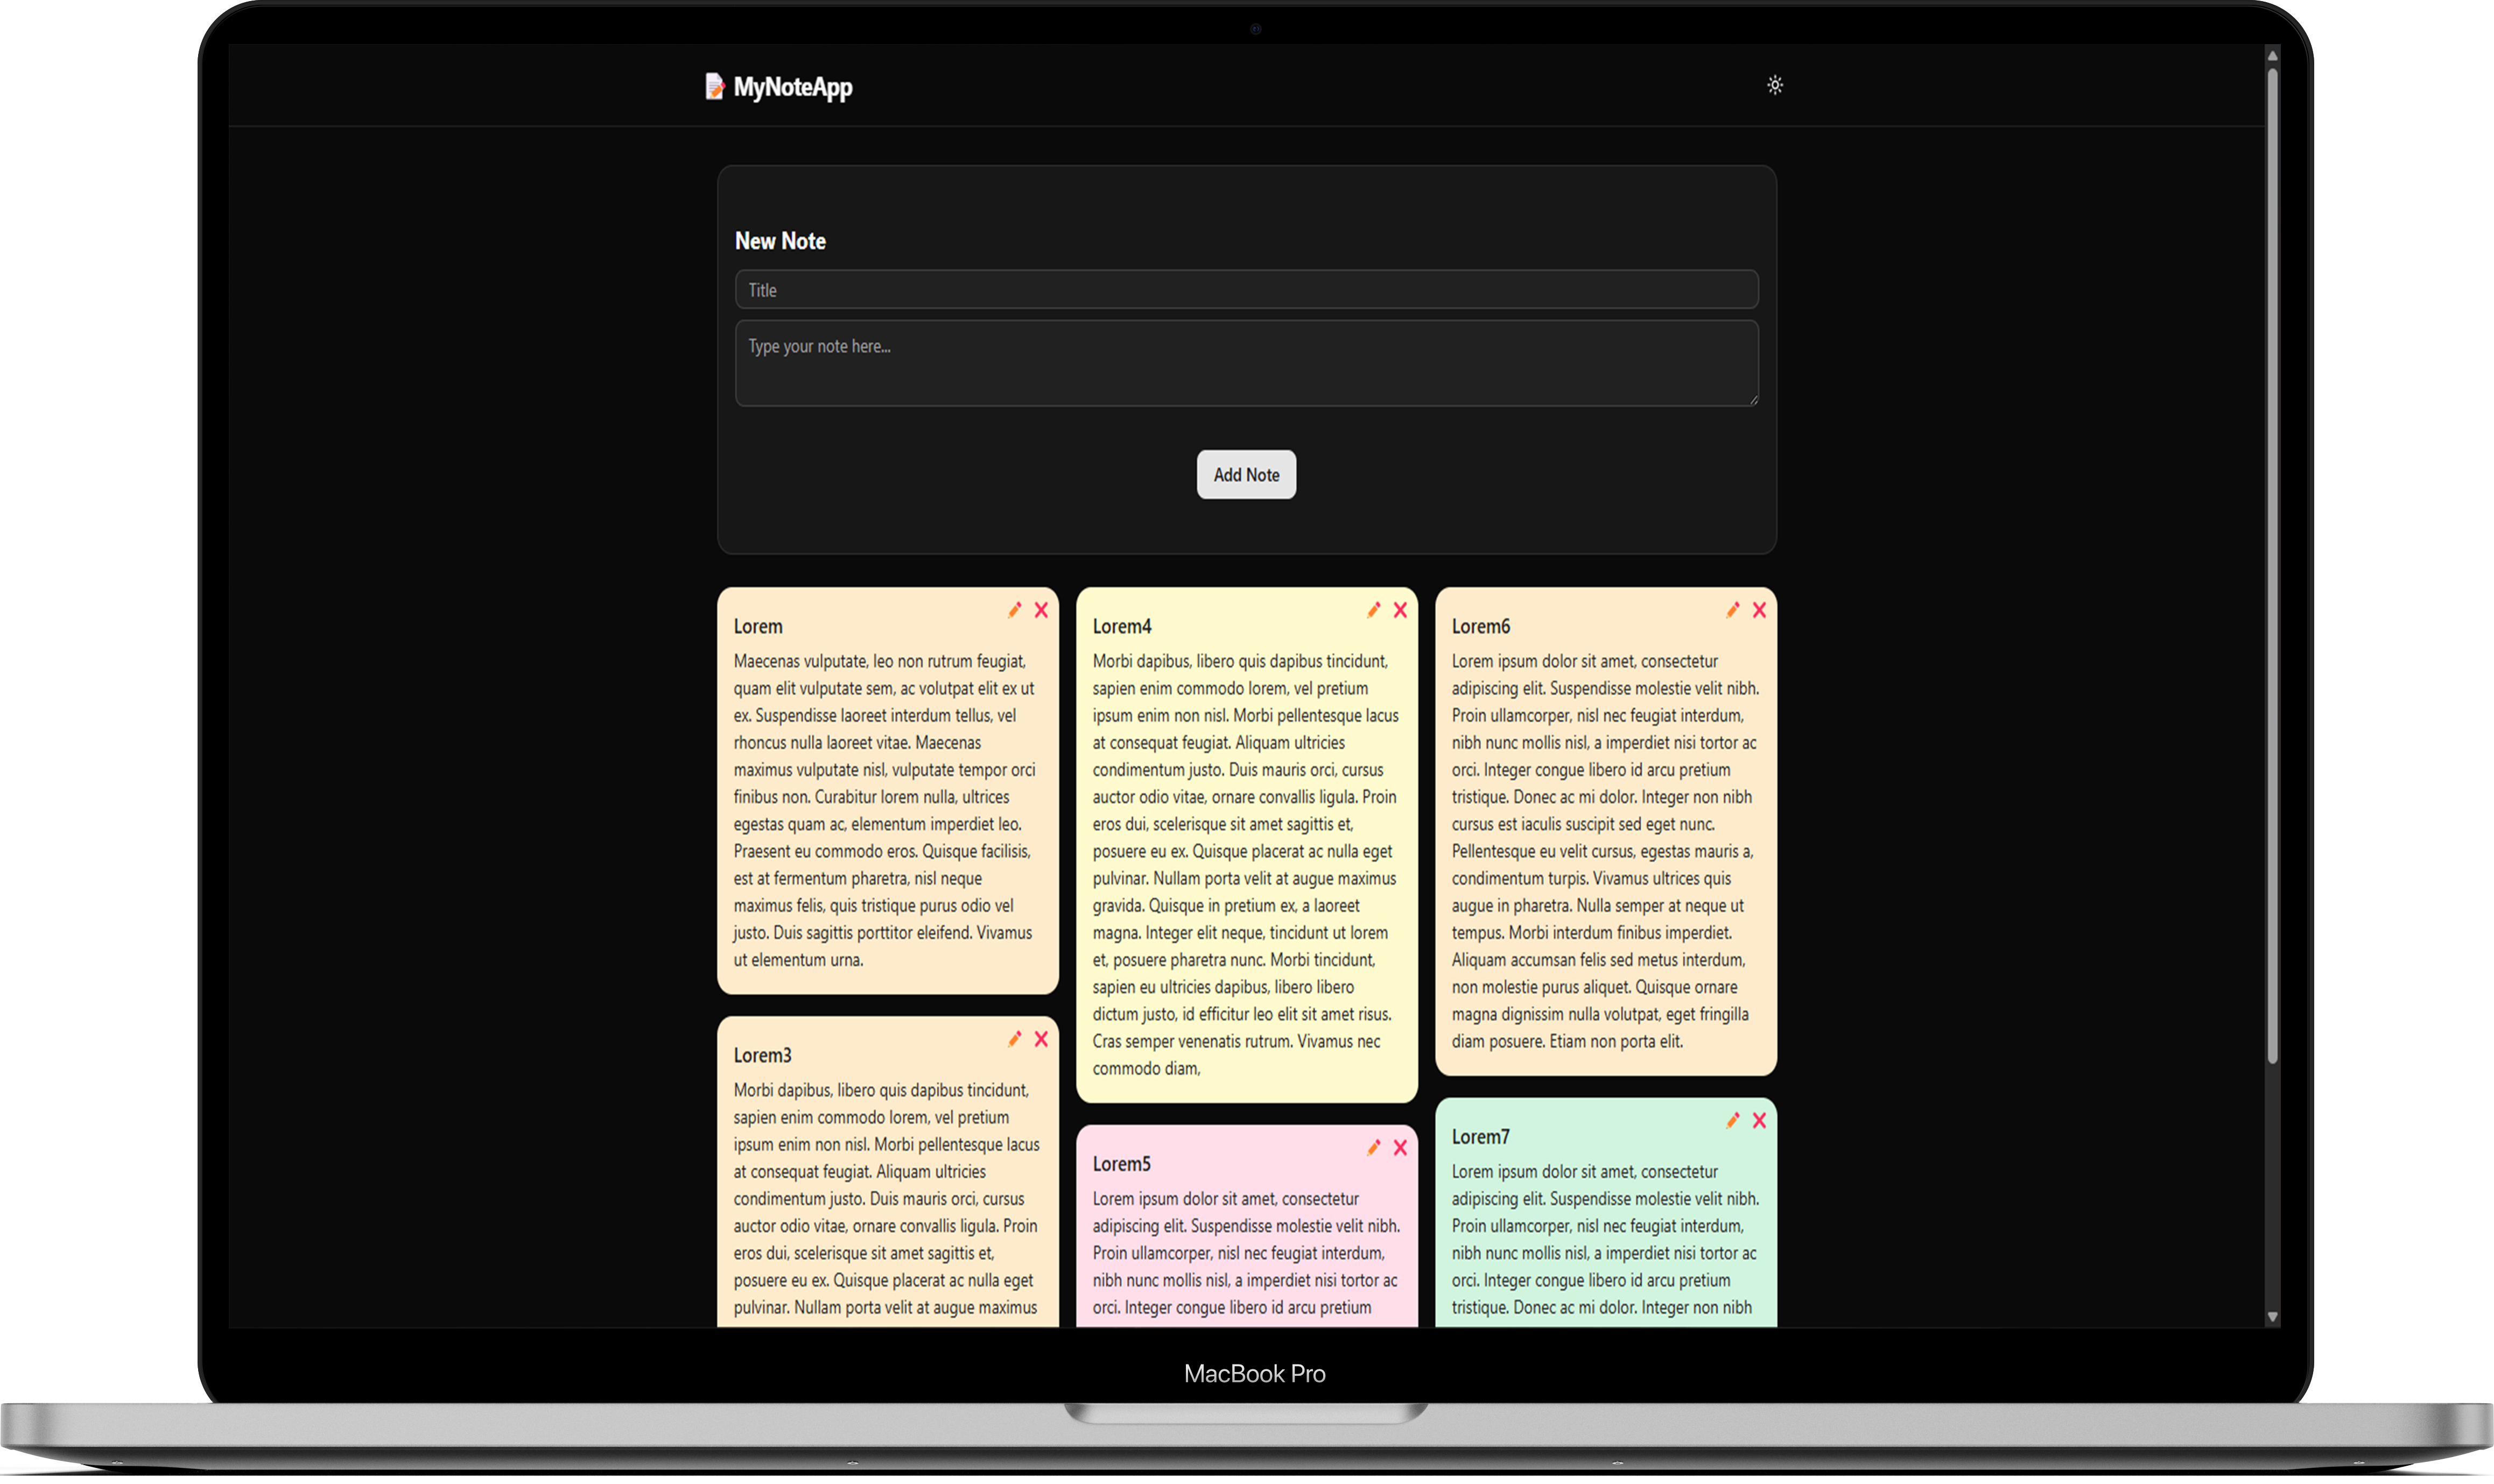 MyNoteApp
New Note
Title
Type your note here...
Add Note
Lorem
Maecenas vulputate, leo non rutrum feugiat,
quam elit vulputate sem, ac volutpat elit ex ut
ex. Suspendisse laoreet interdum tellus, vel
rhoncus nulla laoreet vitae. Maecenas
maximus vulputate nisl, vulputate tempor orci
finibus non. Curabitur lorem nulla, ultrices
egestas quam ac, elementum imperdiet leo.
Praesent eu commodo eros. Quisque facilisis,
est at fermentum pharetra, nisl neque
maximus felis, quis tristique purus odio vel
justo. Duis sagittis porttitor eleifend. Vivamus
ut elementum urna.
Lorem3
Morbi dapibus, libero quis dapibus tincidunt,
sapien enim commodo lorem, vel pretium
ipsum enim non nisl. Morbi pellentesque lacus
at consequat feugiat. Aliquam ultricies
condimentum justo. Duis mauris orci, cursus
auctor odio vitae, ornare convallis ligula. Proin
eros dui, scelerisque sit amet sagittis et,
posuere eu ex. Quisque placerat ac nulla eget
pulvinar. Nullam porta velit at augue maximus
Lorem4
Morbi dapibus, libero quis dapibus tincidunt,
sapien enim commodo lorem, vel pretium
ipsum enim non nisl. Morbi pellentesque lacus
at consequat feugiat. Aliquam ultricies
condimentum justo. Duis mauris orci, cursus
auctor odio vitae, ornare convallis ligula. Proin
eros dui, scelerisque sit amet sagittis et,
posuere eu ex. Quisque placerat ac nulla eget
pulvinar. Nullam porta velit at augue maximus
gravida. Quisque in pretium ex, a laoreet
magna. Integer elit neque, tincidunt ut lorem
et, posuere pharetra nunc. Morbi tincidunt,
sapien eu ultricies dapibus, libero libero
dictum justo, id efficitur leo elit sit amet risus.
Cras semper venenatis rutrum. Vivamus nec
commodo diam,
Lorem5
Lorem ipsum dolor sit amet, consectetur
adipiscing elit. Suspendisse molestie velit nibh.
Proin ullamcorper, nisl nec feugiat interdum,
nibh nunc mollis nisl, a imperdiet nisi tortor ac
orci. Integer congue libero id arcu pretium
Lorem6
Lorem ipsum dolor sit amet, consectetur
adipiscing elit. Suspendisse molestie velit nibh.
Proin ullamcorper, nisl nec feugiat interdum,
nibh nunc mollis nisl, a imperdiet nisi tortor ac
orci. Integer congue libero id arcu pretium
tristique. Donec ac mi dolor. Integer non nibh
cursus est iaculis suscipit sed eget nunc.
Pellentesque eu velit cursus, egestas mauris a,
condimentum turpis. Vivamus ultrices quis
augue in pharetra. Nulla semper at neque ut
tempus. Morbi interdum finibus imperdiet.
Aliquam accumsan felis sed metus interdum,
non molestie purus aliquet. Quisque ornare
magna dignissim nulla volutpat, eget fringilla
diam posuere. Etiam non porta elit.
Lorem7
Lorem ipsum dolor sit amet, consectetur
adipiscing elit. Suspendisse molestie velit nibh.
Proin ullamcorper, nisl nec feugiat interdum,
nibh nunc mollis nisl, a imperdiet nisi tortor ac
orci. Integer congue libero id arcu pretium
tristique. Donec ac mi dolor. Integer non nibh
MacBook Pro